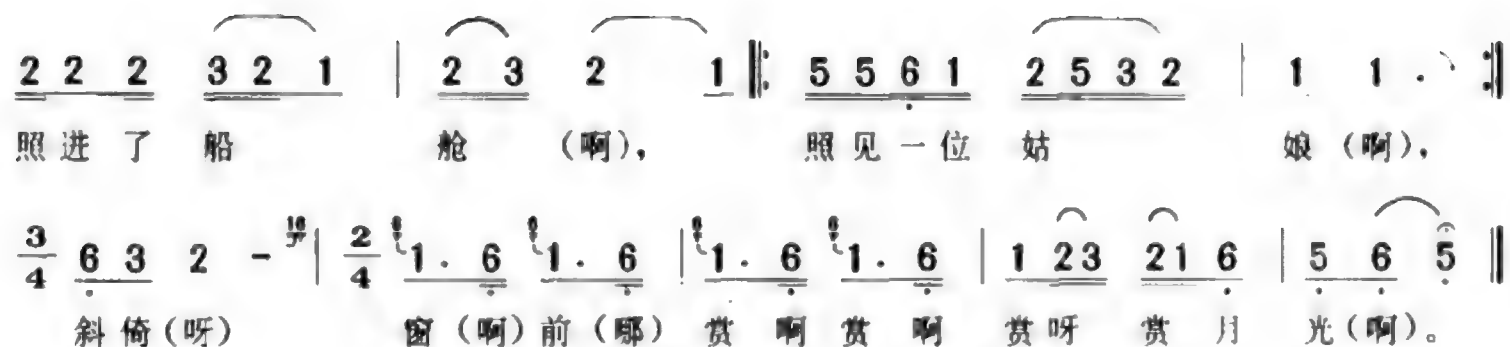 2 2 2 3 2 1 | 2 3 2 1 ‖: 5 5 6 1 2 5 3 2 | 1 1 . :‖
照进了船舱(啊),照见一位姑娘(啊),
3/4 6 3 2 - | 2/4 1 . 6 1 . 6 | 1 . 6 1 . 6 | 1 23 21 6 | 5 6 5 ‖
斜倚(呀)窗(啊)前(哪)赏啊赏啊赏呀赏月光(啊)。